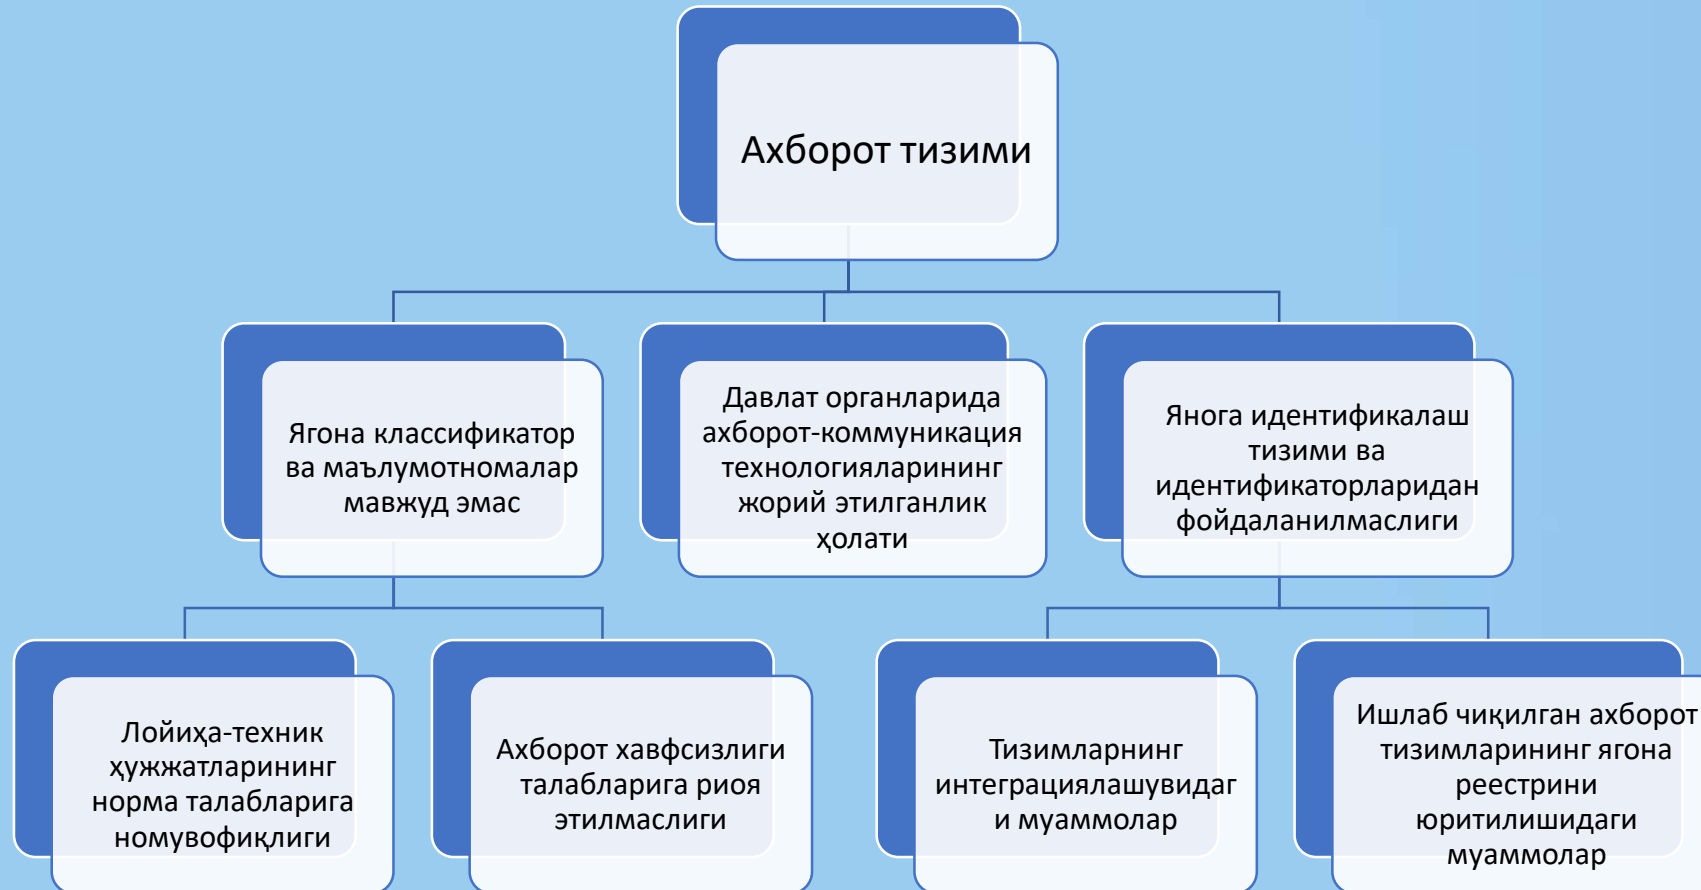 Ахборот тизими
Ягона классификатор
ва маълумотномалар
мавжуд эмас
Давлат органларида
ахборот-коммуникация
технологияларининг
жорий этилганлик
ҳолати
Янога идентификалаш
тизими ва
идентификаторларидан
фойдаланилмаслиги
Лойиҳа-техник
ҳужжатларининг
норма талабларига
номувофиқлиги
Ахборот хавфсизлиги
талабларига риоя
этилмаслиги
Тизимларнинг
интеграциялашувидаг
и муаммолар
Ишлаб чиқилган ахборот
тизимларининг ягона
реестрини
юритилишидаги
муаммолар